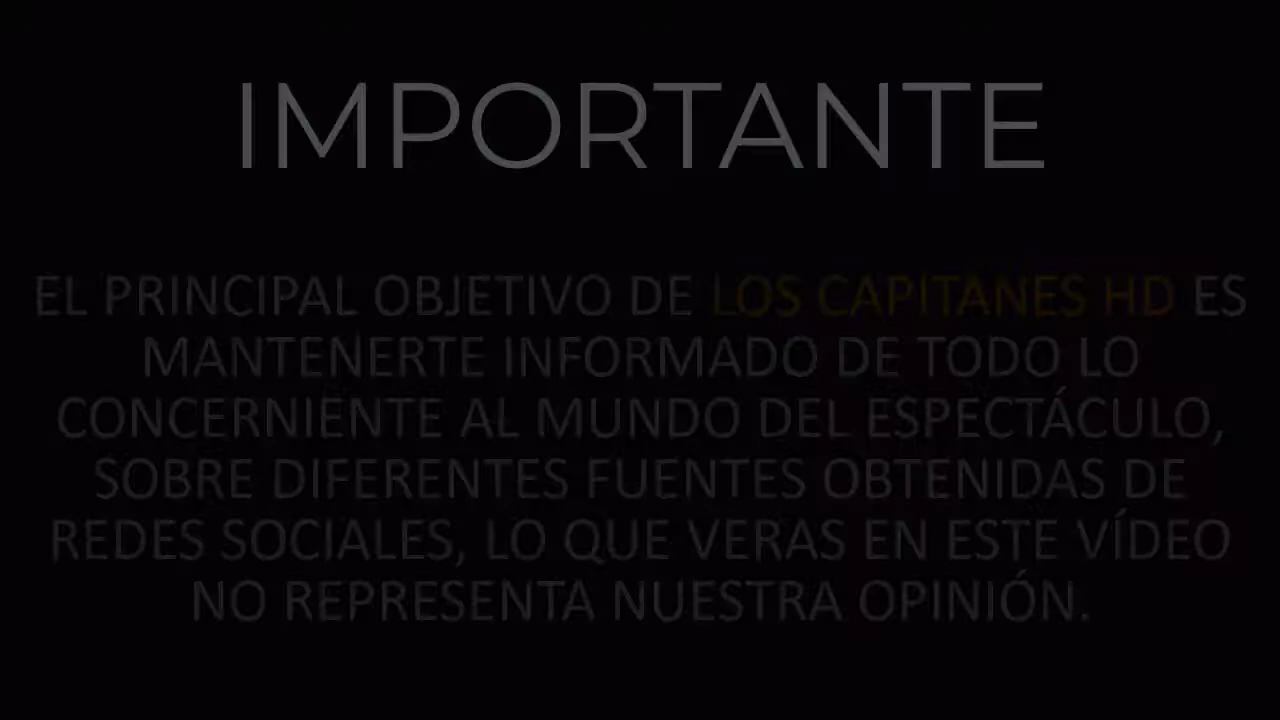 IMPORTANTE
EL PRINCIPAL OBJETIVO DE LOS CAPITANES HD ES
MANTENERTE INFORMADO DE TODO LO
CONCERNIENTE AL MUNDO DEL ESPECTÁCULO,
SOBRE DIFERENTES FUENTES OBTENIDAS DE
REDES SOCIALES, LO QUE VERAS EN ESTE VÍDEO
NO REPRESENTA NUESTRA OPINIÓN.